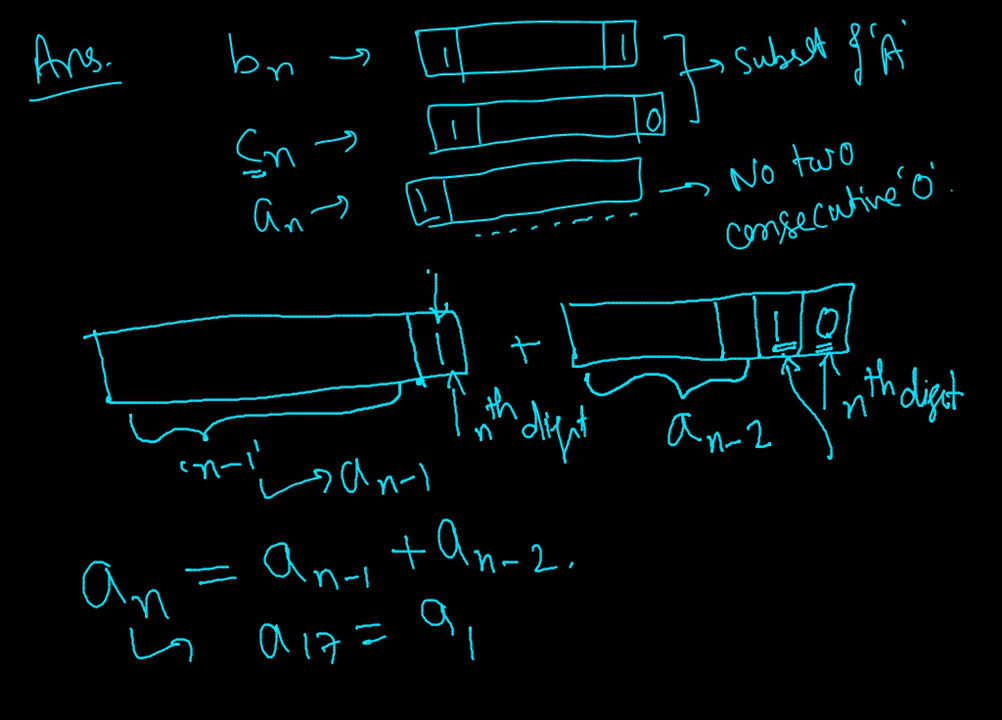 Ans.
bn → 1 1
cn → 1 0
subset of 'A'
an → 1
No two
consecutive '0'.
1 + 1 0
nth digit
nth digit
'n-1' → an-1
an-2
an = an-1 + an-2.
a17 = a1